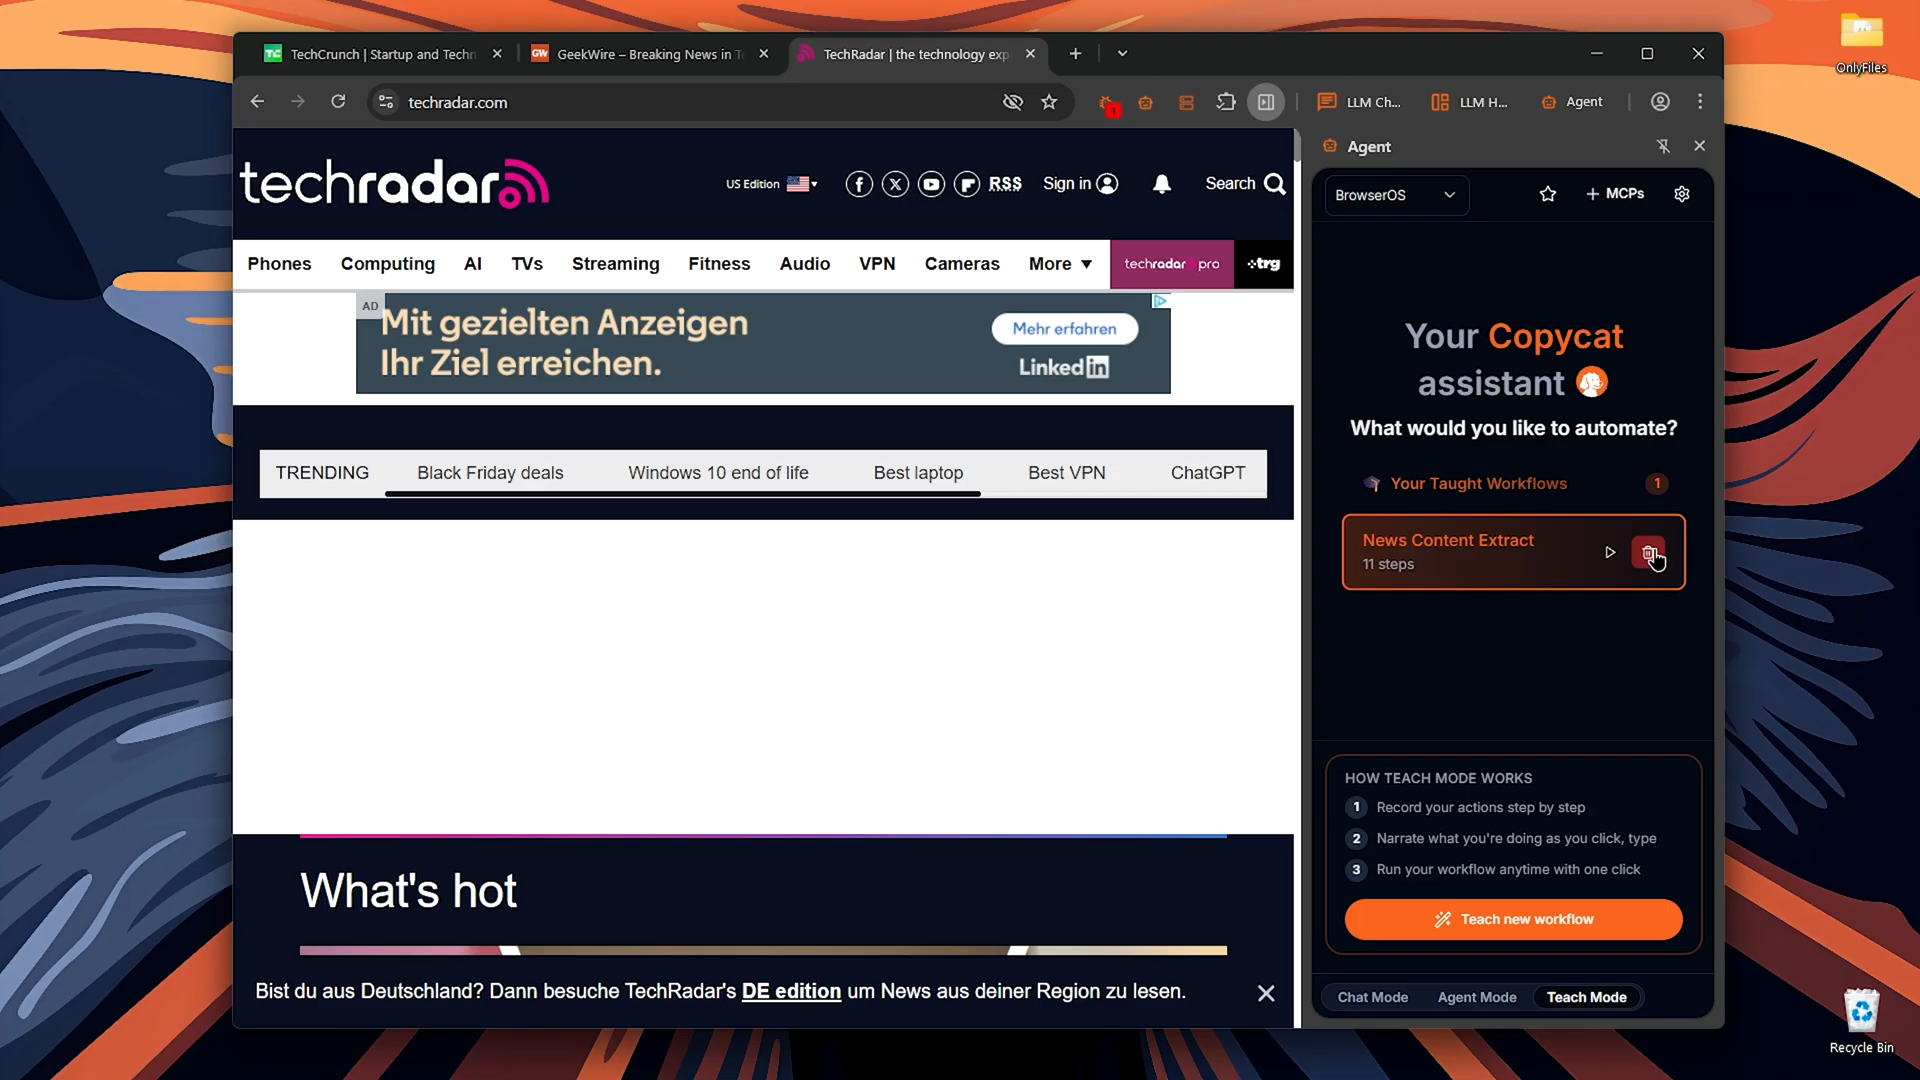 TechCrunch | Startup and Techn
GeekWire – Breaking News in T
TechRadar | the technology exp
OnlyFiles
techradar.com
1
LLM Ch...
LLM H...
Agent
Agent
techradar
US Edition
RSS
Sign in
Search
BrowserOS
MCPs
Phones
Computing
AI
TVs
Streaming
Fitness
Audio
VPN
Cameras
More
techradar pro
trg
AD
Mit gezielten Anzeigen
Ihr Ziel erreichen.
Mehr erfahren
Linkedin
TRENDING
Black Friday deals
Windows 10 end of life
Best laptop
Best VPN
ChatGPT
What's hot
Bist du aus Deutschland? Dann besuche TechRadar's DE edition um News aus deiner Region zu lesen.
Your Copycat
assistant
What would you like to automate?
Your Taught Workflows
1
News Content Extract
11 steps
HOW TEACH MODE WORKS
1 Record your actions step by step
2 Narrate what you're doing as you click, type
3 Run your workflow anytime with one click
Teach new workflow
Chat Mode
Agent Mode
Teach Mode
Recycle Bin